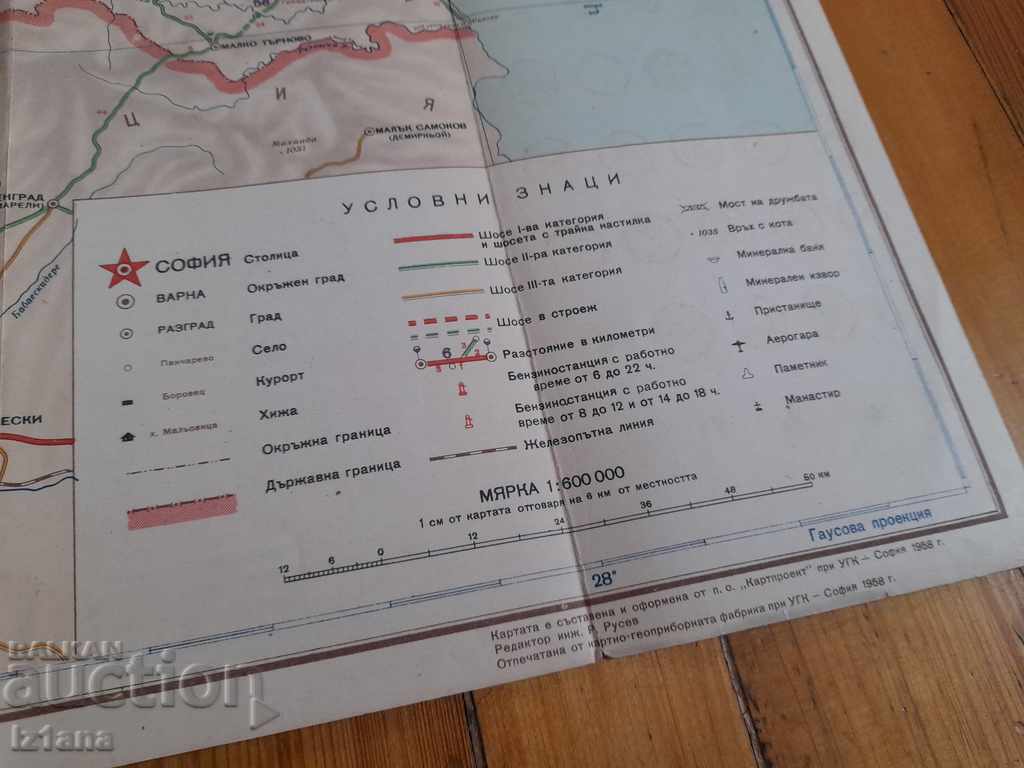 МАЛКО ТЪРНОВО
Ц И Я
МАЛЪК САМОКОВ
(ДЕМИРНЬОЙ)
Махиада
· 1031
ЕНГРАД
Бабаескидере
ЕСКИ
УСЛОВНИ ЗНАЦИ
СОФИЯ Столица
ВАРНА Окръжен град
РАЗГРАД Град
Панчарево Село
Боровец Курорт
х. Мальовица Хижа
Окръжна граница
Държавна граница
Шосе I-ва категория
и шосета с трайна настилка
Шосе II-ра категория
Шосе III-та категория
Шосе в строеж
6 Разстояние в километри
Бензиностанция с работно
време от 6 до 22 ч.
Бензиностанция с работно
време от 8 до 12 и от 14 до 18 ч.
Железопътна линия
Мост на дружбата
· 1035 Връх с кота
Минерална баня
Минерален извор
Пристанище
Аерогара
Паметник
Манастир
МЯРКА 1:600 000
1 см от картата отговаря на 6 км от местността
12 6 0 12 24 36 48 60 км
28°
Гаусова проекция
Картата е съставена и оформена от п. о. „Картпроект" при УГК – София 1958 г.
Редактор инж. Р. Русев
Отпечатана от картно-геоприборната фабрика при УГК – София 1958 г.
BALKAN
auction
iz1ana